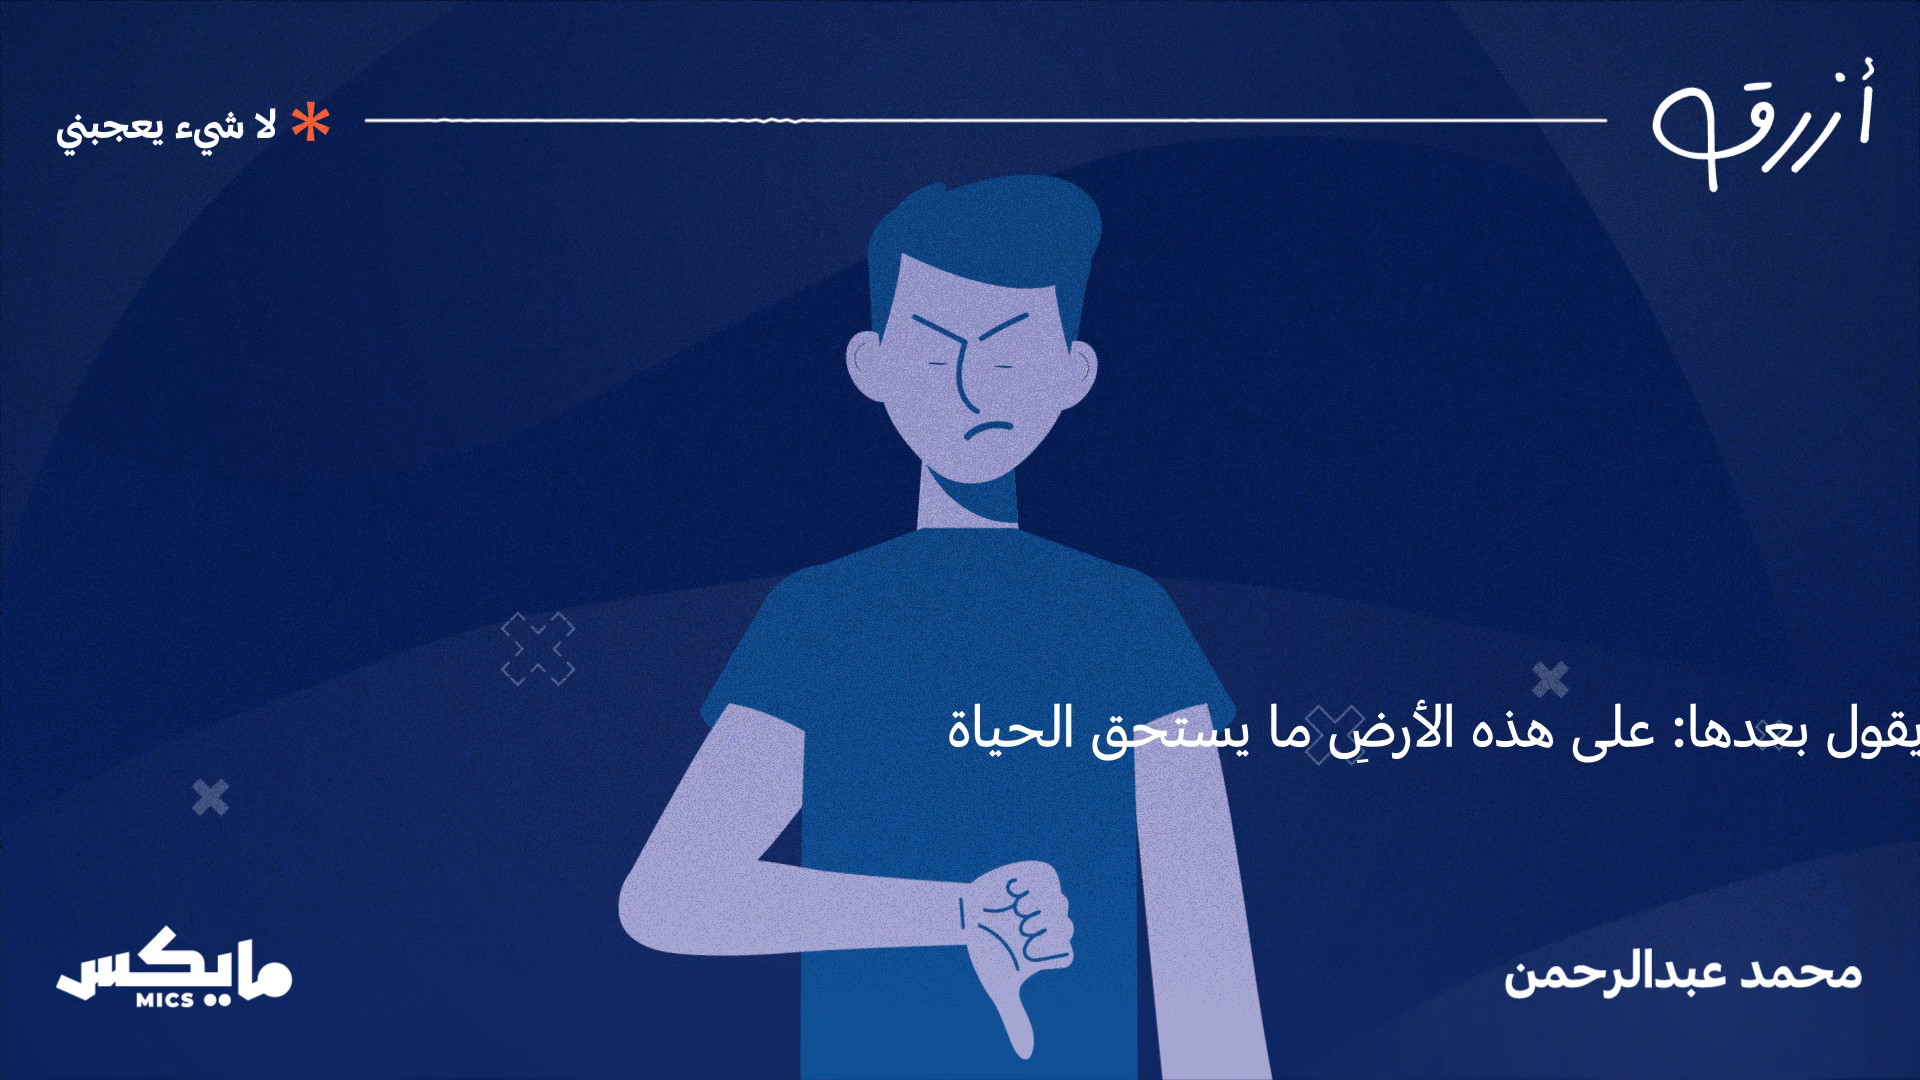 أزرق
لا شيء يعجبني
يقول بعدها: على هذه الأرضِ ما يستحق الحياة
محمد عبدالرحمن
مايكس
MICS